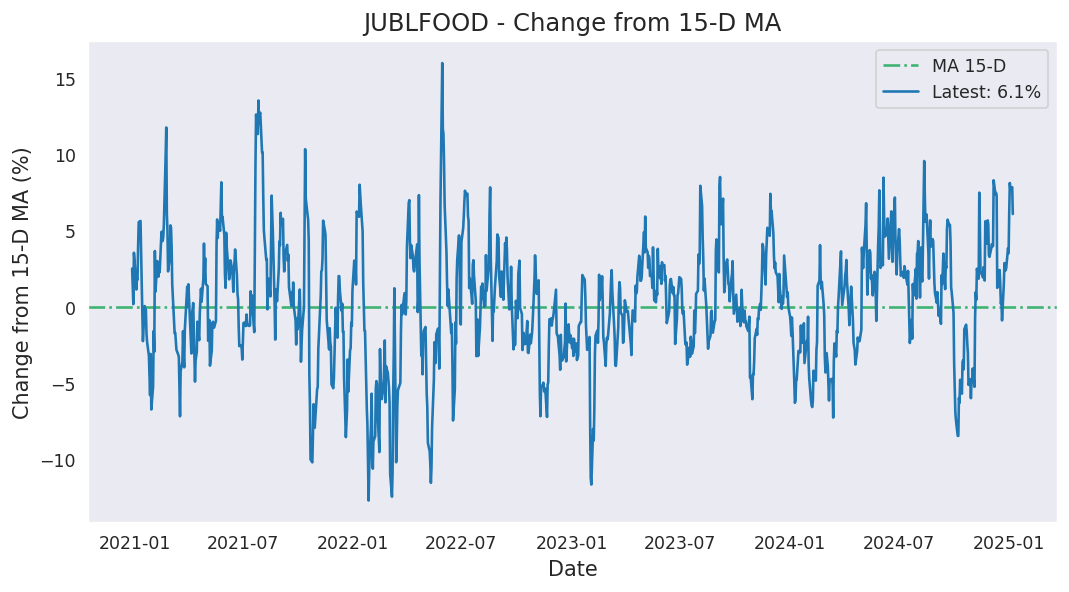 JUBLFOOD - Change from 15-D MA
MA 15-D
Latest: 6.1%
Change from 15-D MA (%)
15
10
5
0
−5
−10
2021-01 2021-07 2022-01 2022-07 2023-01 2023-07 2024-01 2024-07 2025-01
Date